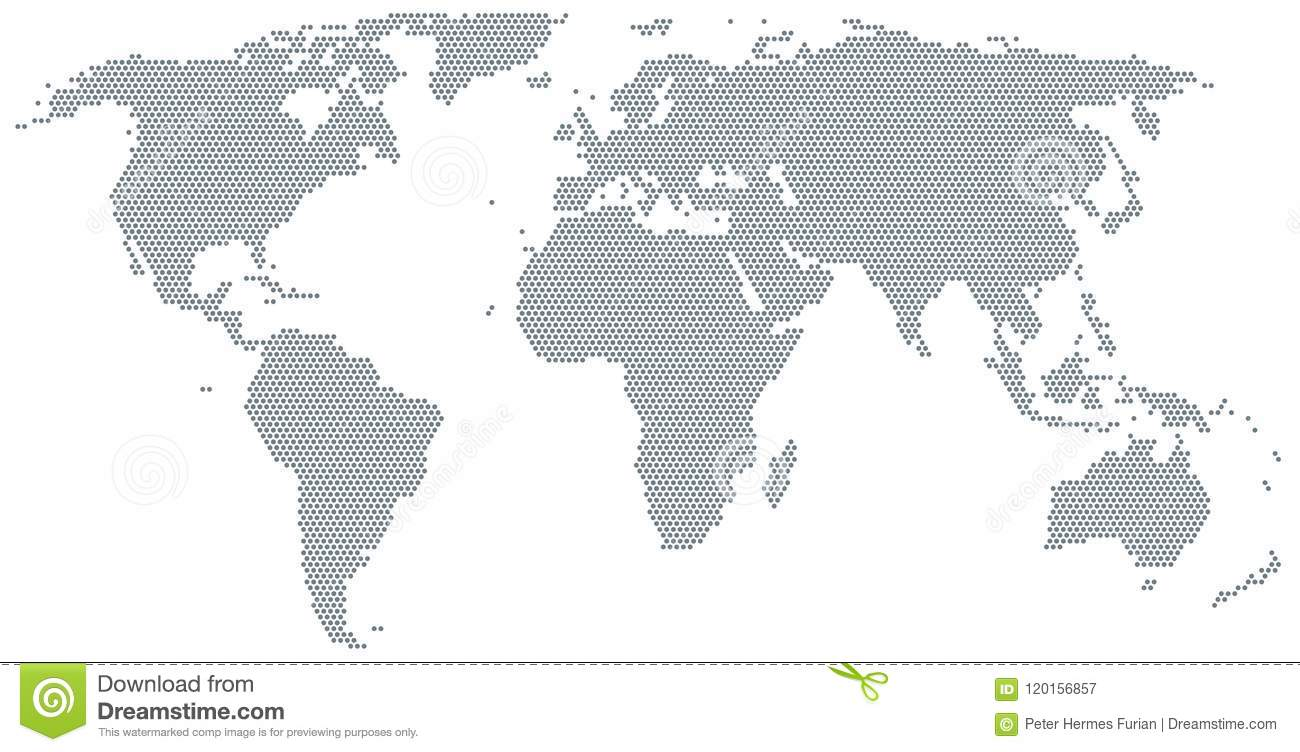 dreamstime
Download from
Dreamstime.com
This watermarked comp image is for previewing purposes only.
ID 120156857
© Peter Hermes Furian | Dreamstime.com